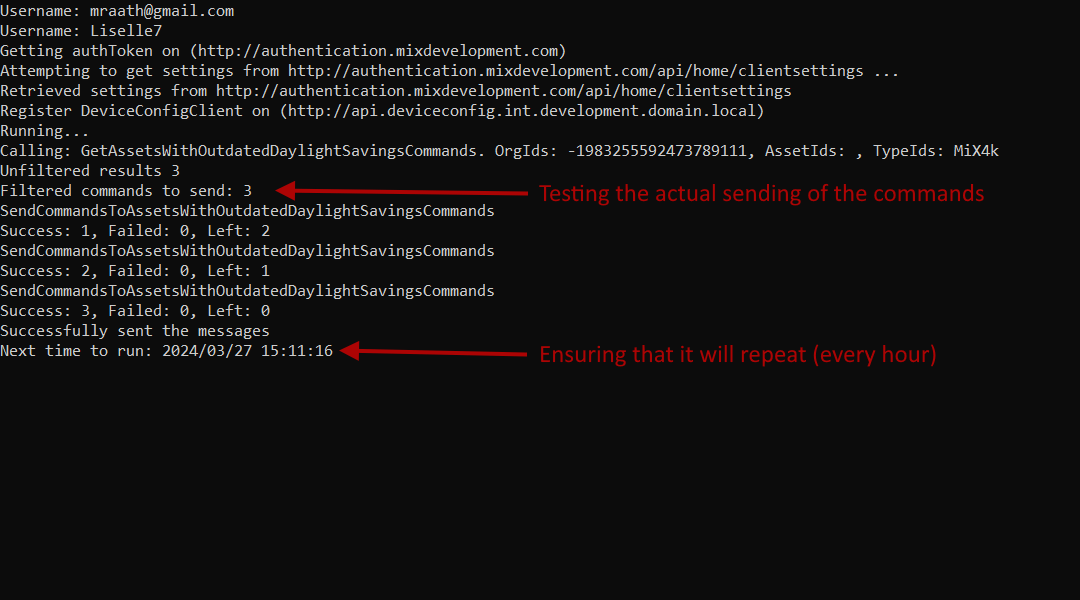 Username: mraath@gmail.com
Username: Liselle7
Getting authToken on (http://authentication.mixdevelopment.com)
Attempting to get settings from http://authentication.mixdevelopment.com/api/home/clientsettings ...
Retrieved settings from http://authentication.mixdevelopment.com/api/home/clientsettings
Register DeviceConfigClient on (http://api.deviceconfig.int.development.domain.local)
Running...
Calling: GetAssetsWithOutdatedDaylightSavingsCommands. OrgIds: -1983255592473789111, AssetIds: , TypeIds: MiX4k
Unfiltered results 3
Filtered commands to send: 3
Testing the actual sending of the commands
SendCommandsToAssetsWithOutdatedDaylightSavingsCommands
Success: 1, Failed: 0, Left: 2
SendCommandsToAssetsWithOutdatedDaylightSavingsCommands
Success: 2, Failed: 0, Left: 1
SendCommandsToAssetsWithOutdatedDaylightSavingsCommands
Success: 3, Failed: 0, Left: 0
Successfully sent the messages
Next time to run: 2024/03/27 15:11:16
Ensuring that it will repeat (every hour)